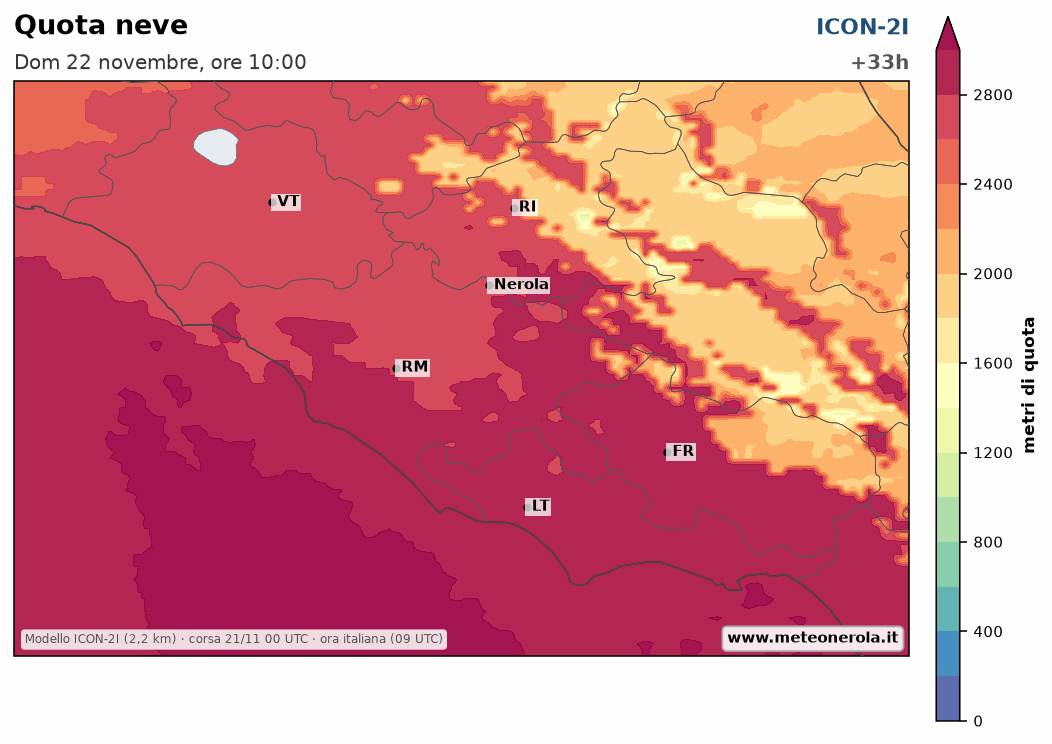 Quota neve
ICON-2I
Dom 22 novembre, ore 10:00
+33h
VT
RI
Nerola
RM
FR
LT
Modello ICON-2I (2,2 km) · corsa 21/11 00 UTC · ora italiana (09 UTC)
www.meteonerola.it
2800
2400
2000
1600
1200
800
400
0
metri di quota